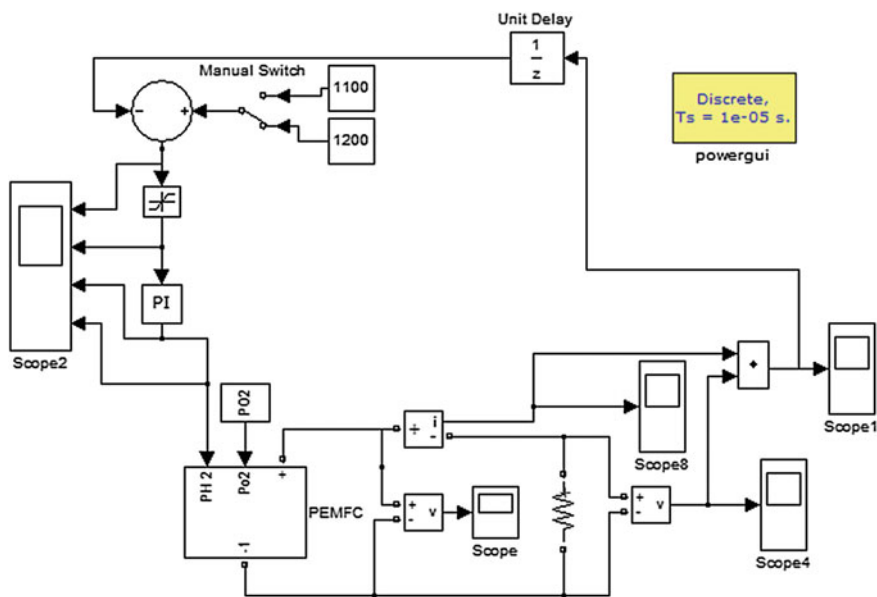 Unit Delay
1
z
Manual Switch
1100
1200
- +
Discrete,
Ts = 1e-05 s.
powergui
PI
Scope2
PO2
PH 2
Po2
+
-1
PEMFC
+ i
-
+
-
v
Scope
Scope8
+
-
v
Scope4
Scope1